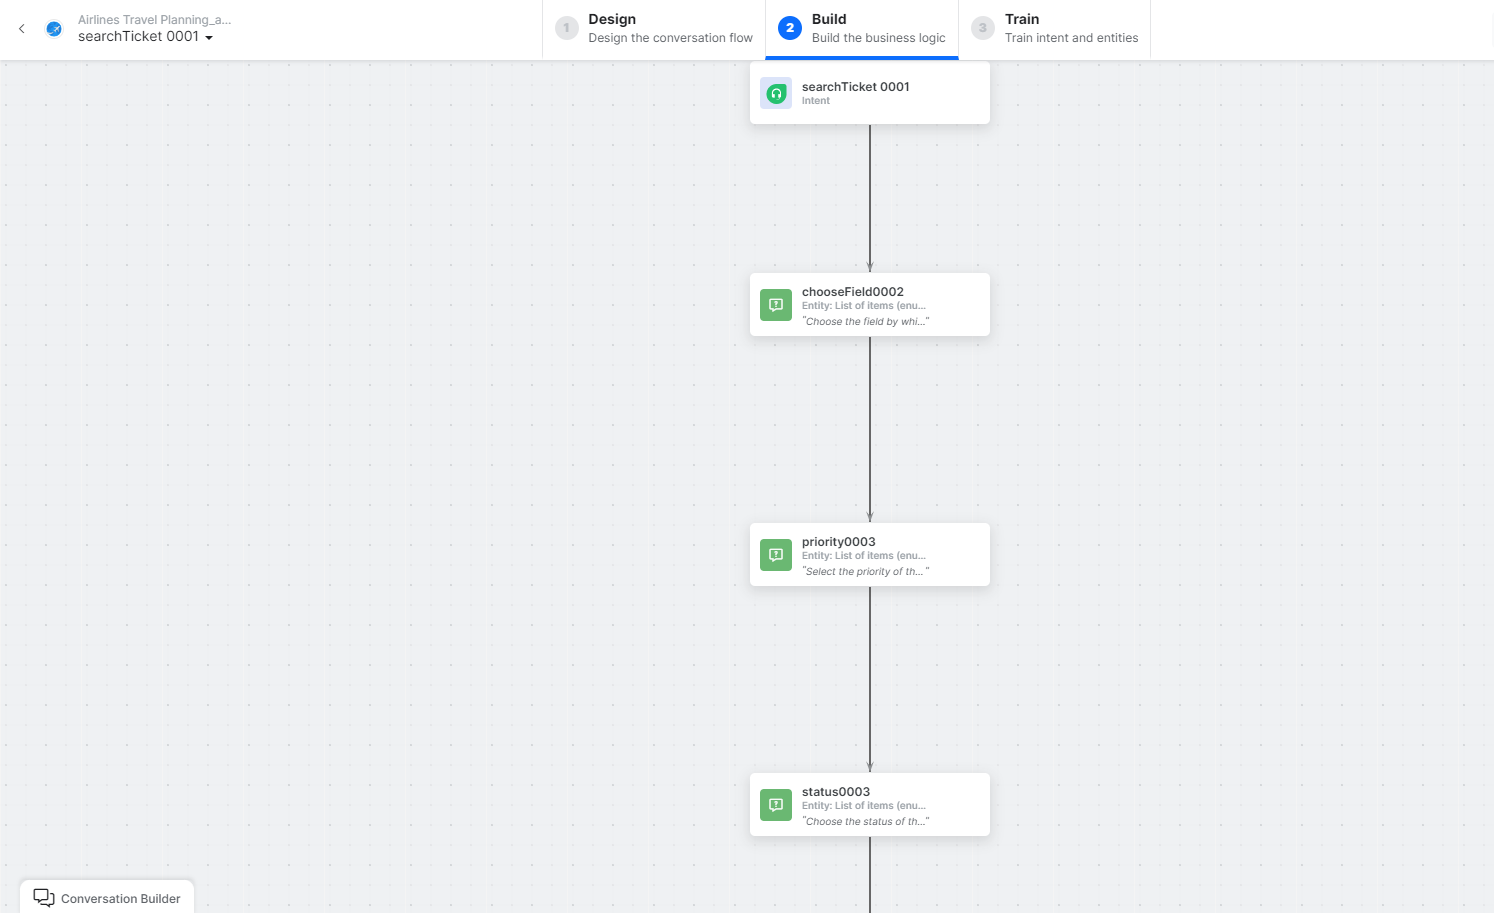 Airlines Travel Planning_a...
searchTicket 0001
1
Design
Design the conversation flow
2
Build
Build the business logic
3
Train
Train intent and entities
searchTicket 0001
Intent
chooseField0002
Entity: List of items (enu...
"Choose the field by whi..."
priority0003
Entity: List of items (enu...
"Select the priority of th..."
status0003
Entity: List of items (enu...
"Choose the status of th..."
Conversation Builder